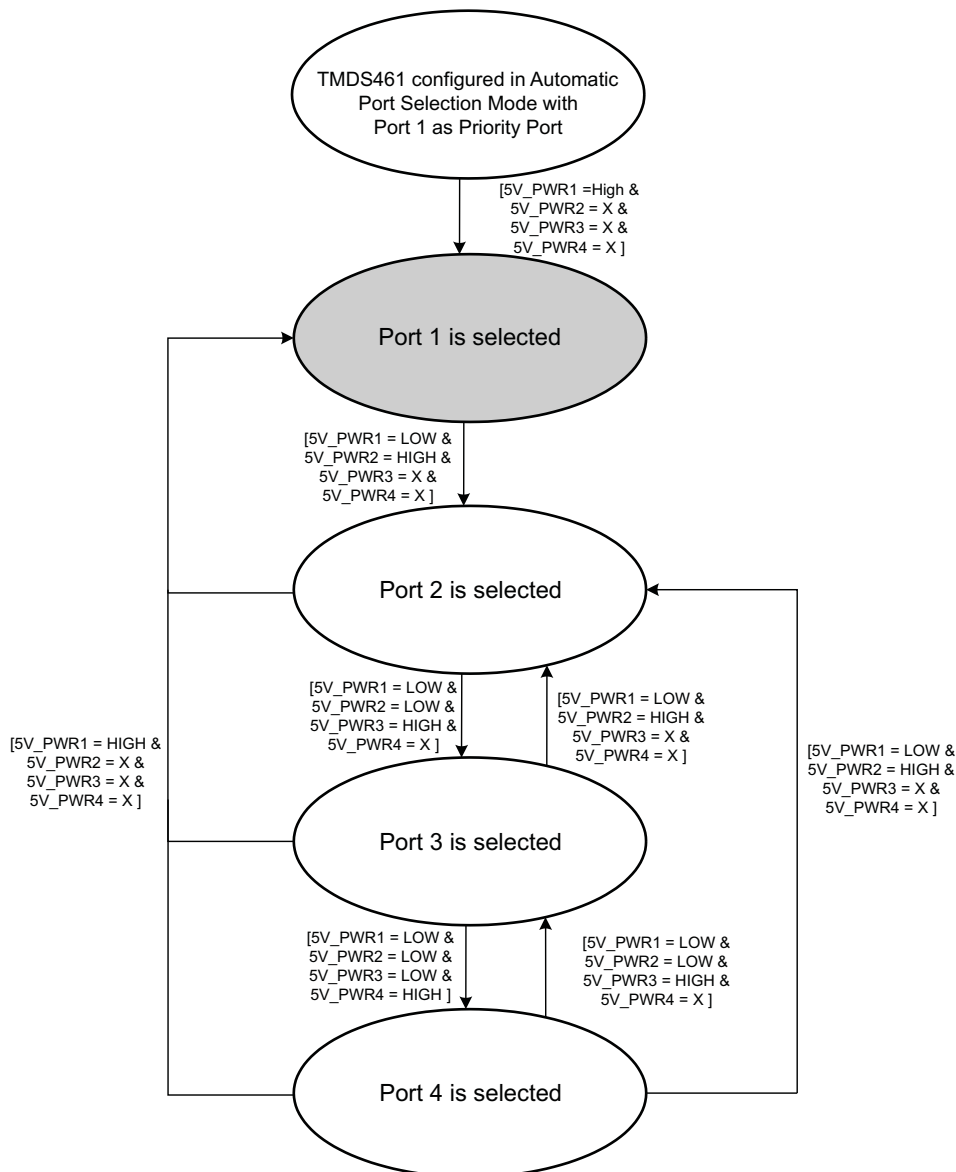 TMDS461 configured in Automatic
Port Selection Mode with
Port 1 as Priority Port
[5V_PWR1 =High &
5V_PWR2 = X &
5V_PWR3 = X &
5V_PWR4 = X ]
Port 1 is selected
[5V_PWR1 = LOW &
5V_PWR2 = HIGH &
5V_PWR3 = X &
5V_PWR4 = X ]
Port 2 is selected
[5V_PWR1 = LOW &
5V_PWR2 = LOW &
5V_PWR3 = HIGH &
5V_PWR4 = X ]
[5V_PWR1 = LOW &
5V_PWR2 = HIGH &
5V_PWR3 = X &
5V_PWR4 = X ]
[5V_PWR1 = HIGH &
5V_PWR2 = X &
5V_PWR3 = X &
5V_PWR4 = X ]
[5V_PWR1 = LOW &
5V_PWR2 = HIGH &
5V_PWR3 = X &
5V_PWR4 = X ]
Port 3 is selected
[5V_PWR1 = LOW &
5V_PWR2 = LOW &
5V_PWR3 = LOW &
5V_PWR4 = HIGH ]
[5V_PWR1 = LOW &
5V_PWR2 = LOW &
5V_PWR3 = HIGH &
5V_PWR4 = X ]
Port 4 is selected